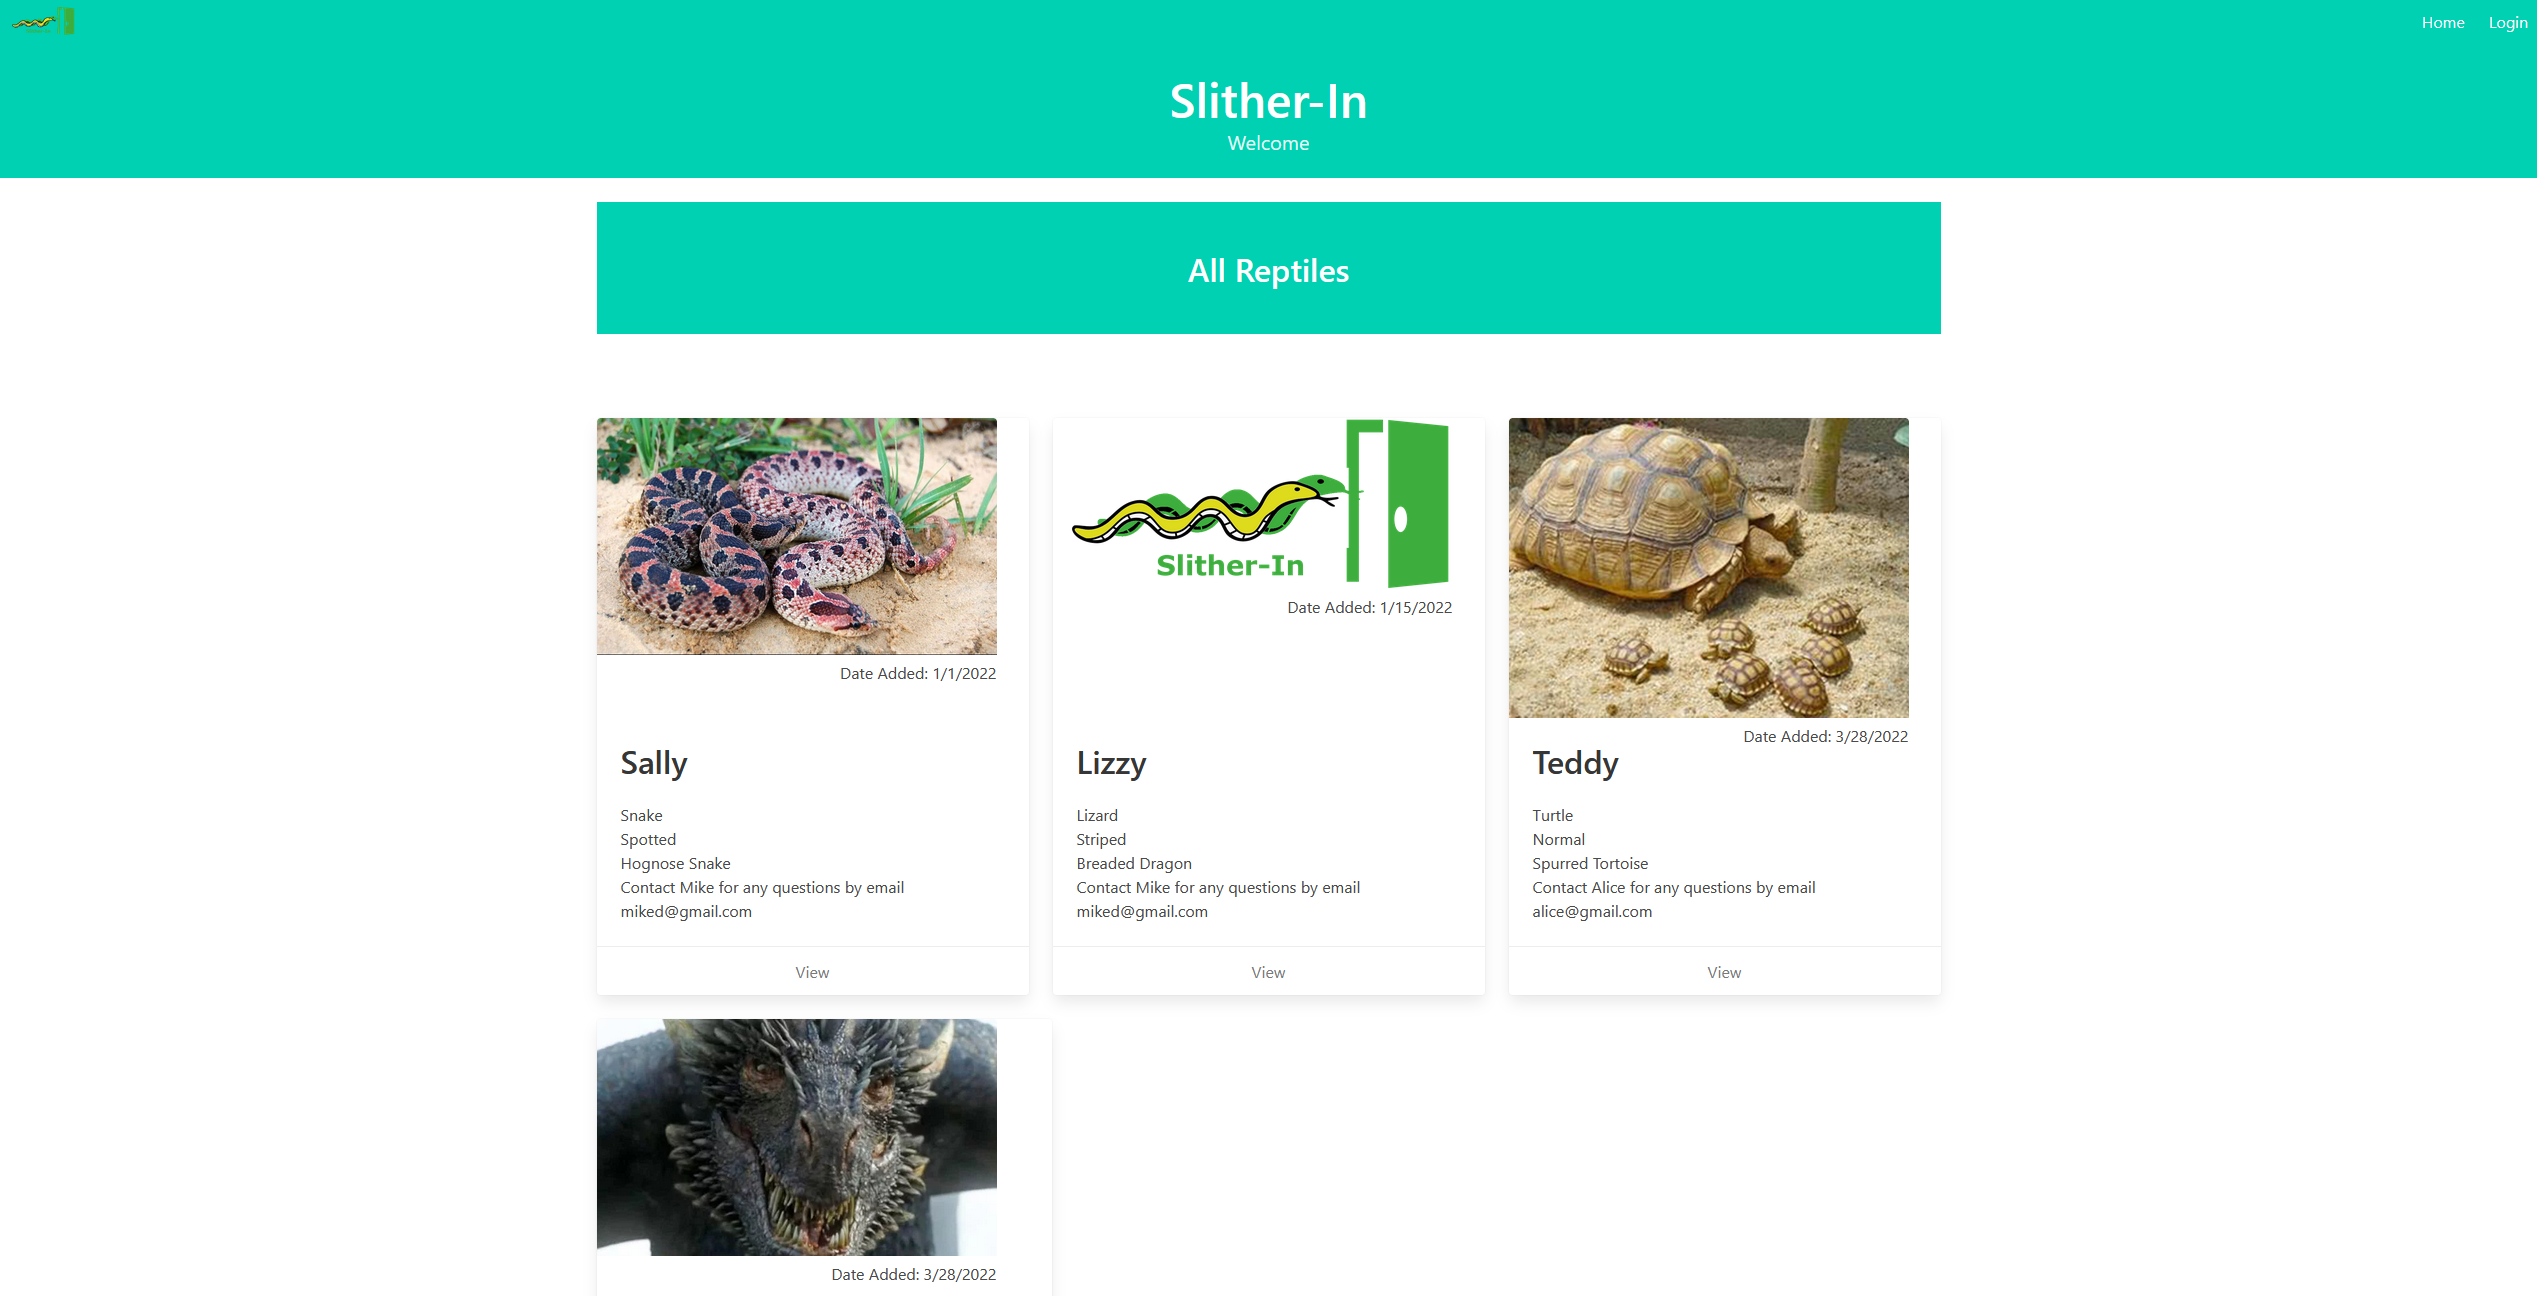 Home Login
Slither-In
Welcome
All Reptiles
Date Added: 1/1/2022
Sally
Snake
Spotted
Hognose Snake
Contact Mike for any questions by email
miked@gmail.com
View
Slither-In
Date Added: 1/15/2022
Lizzy
Lizard
Striped
Breaded Dragon
Contact Mike for any questions by email
miked@gmail.com
View
Date Added: 3/28/2022
Teddy
Turtle
Normal
Spurred Tortoise
Contact Alice for any questions by email
alice@gmail.com
View
Date Added: 3/28/2022